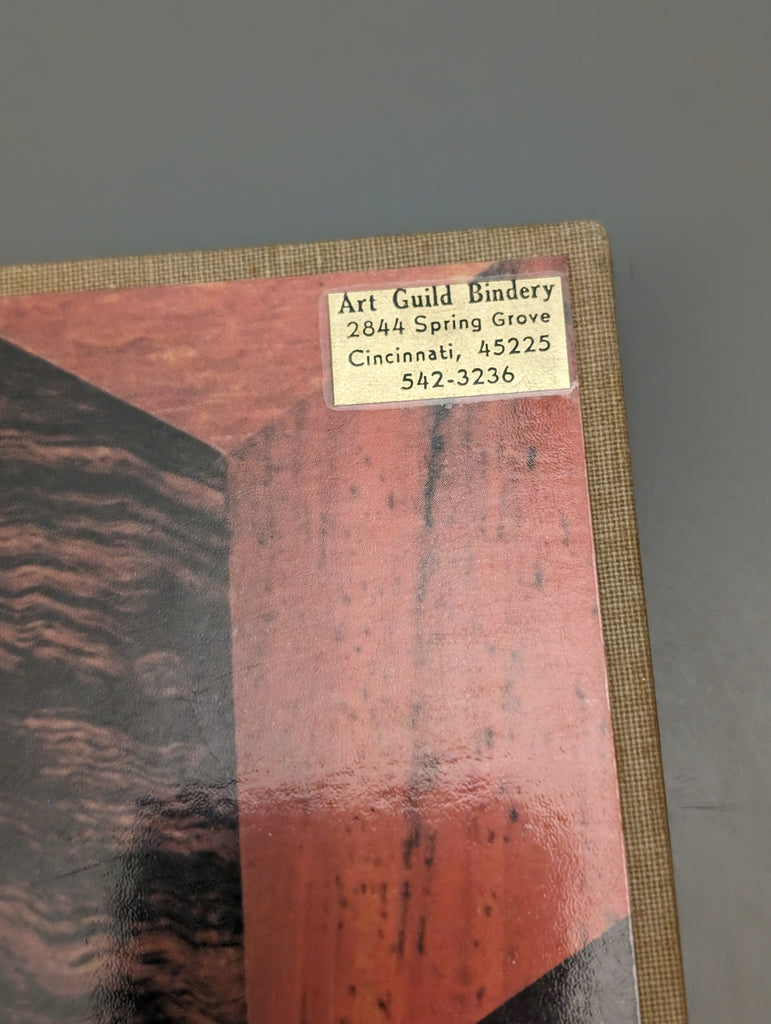 Art Guild Bindery
2844 Spring Grove
Cincinnati, 45225
542-3236